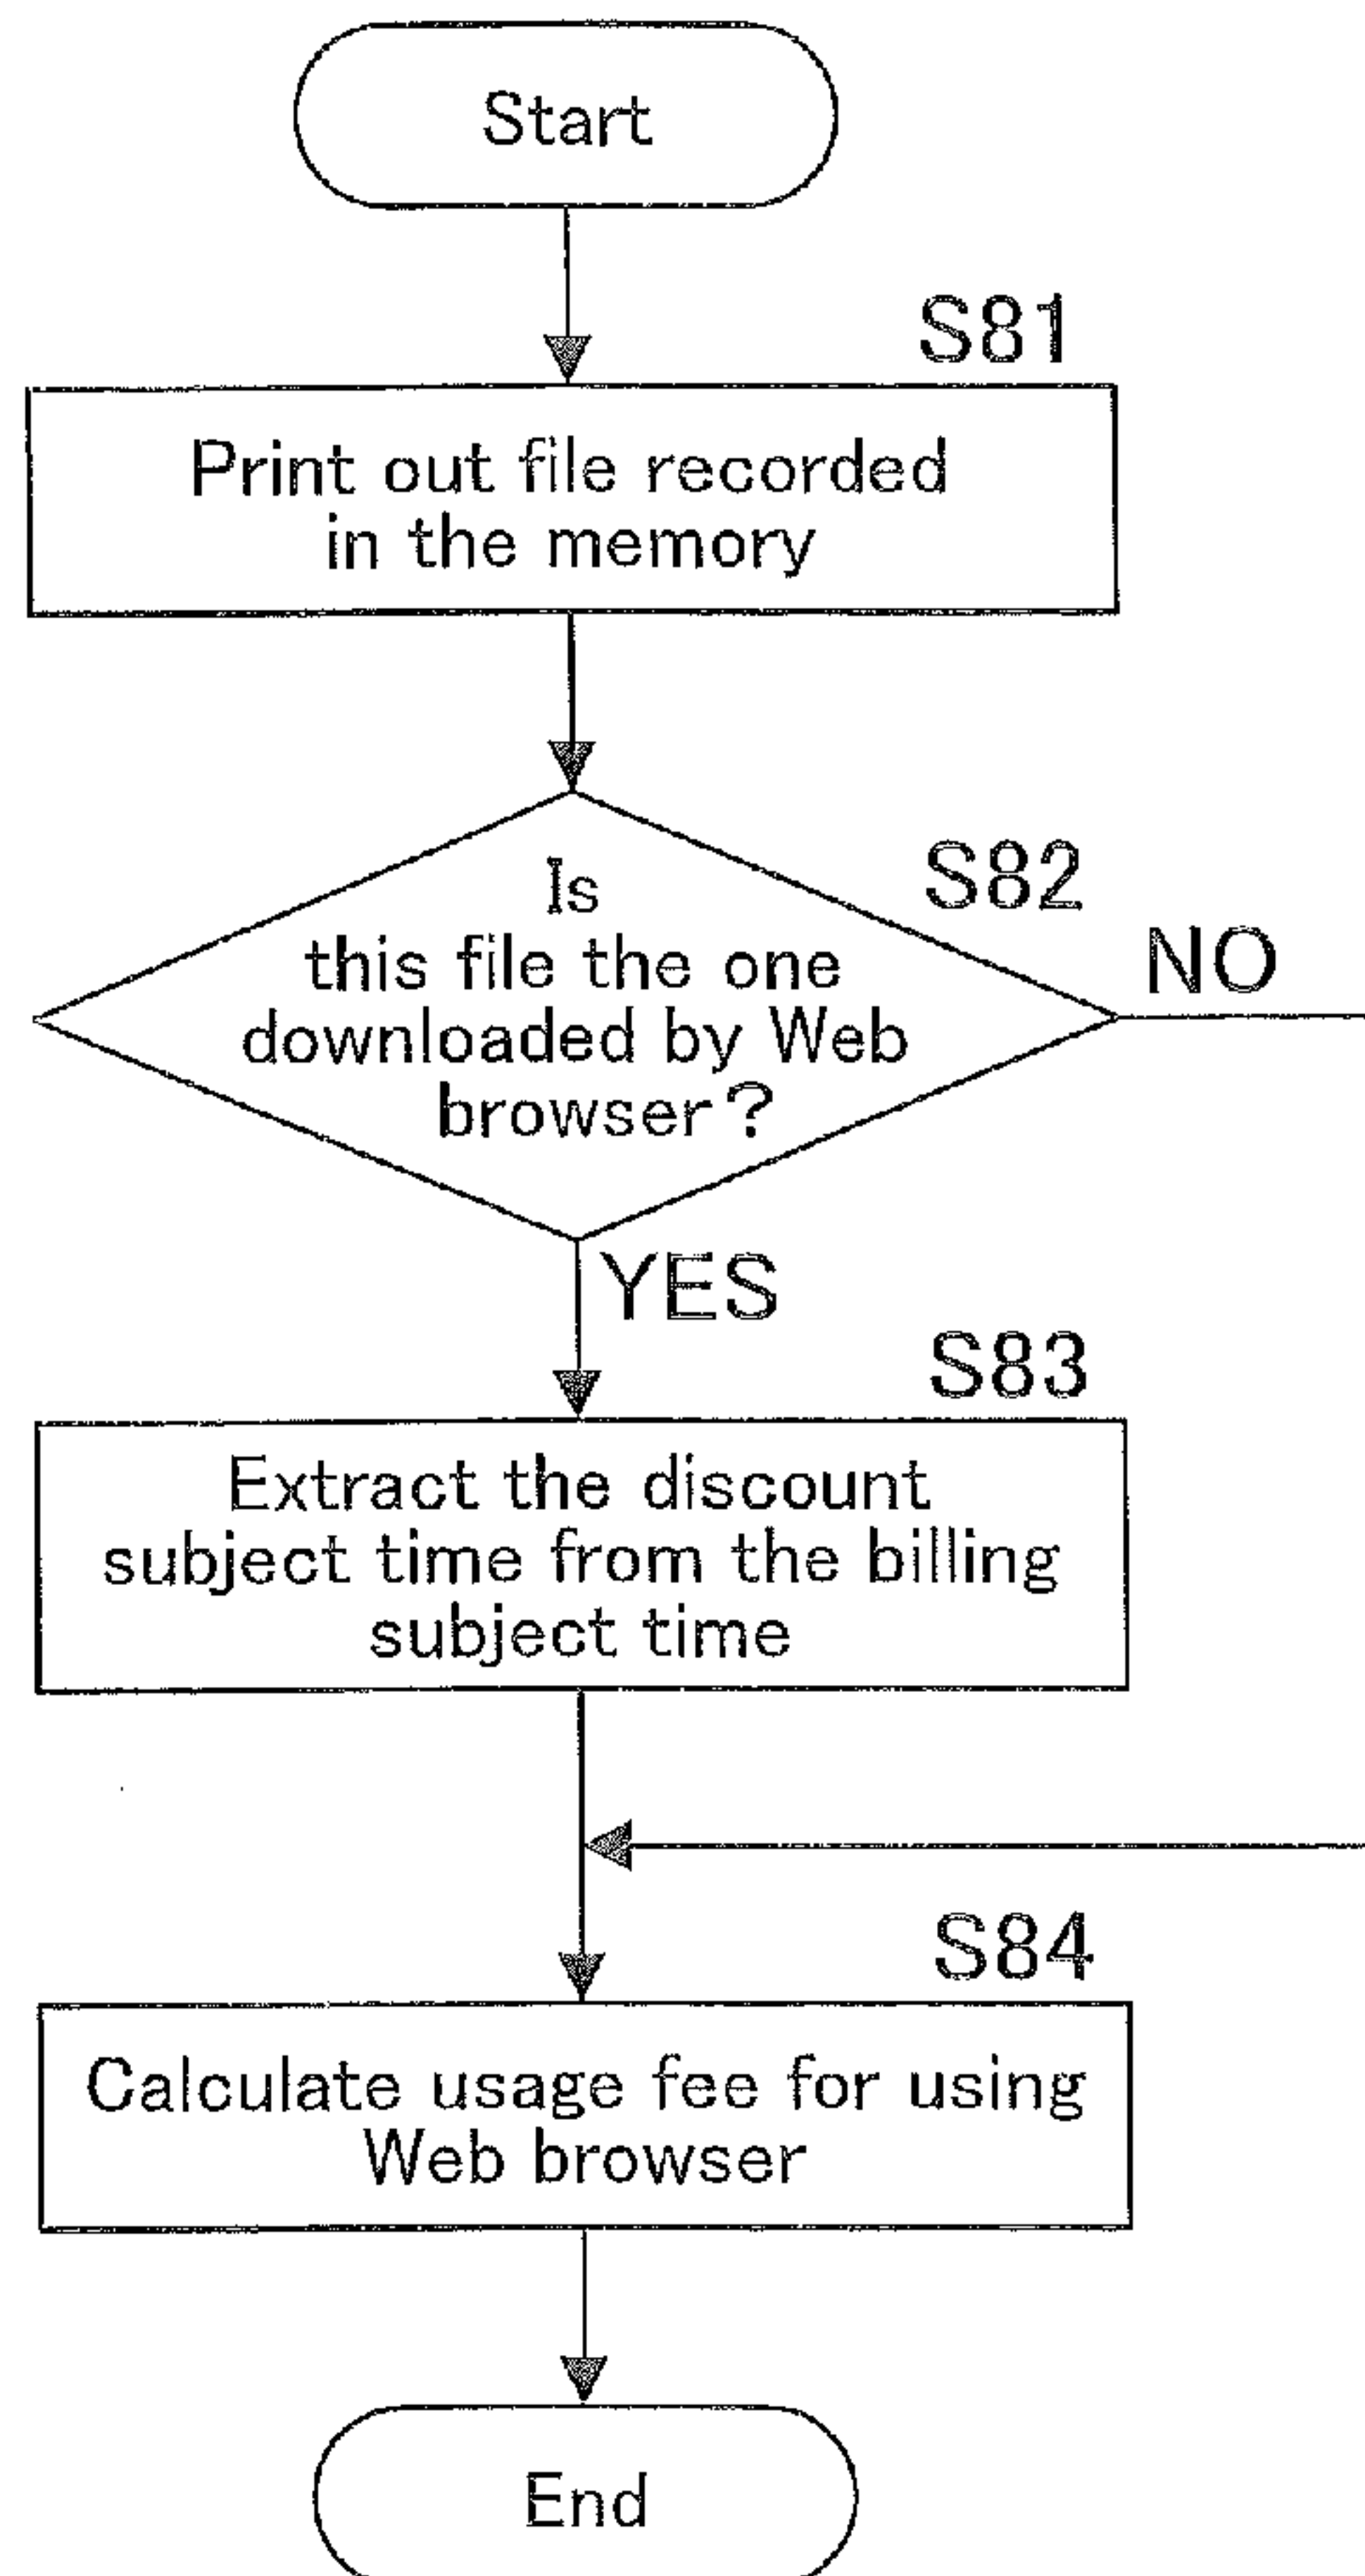 Start
S81
Print out file recorded
in the memory
S82
Is
this file the one
downloaded by Web
browser?
NO
YES
S83
Extract the discount
subject time from the billing
subject time
S84
Calculate usage fee for using
Web browser
End